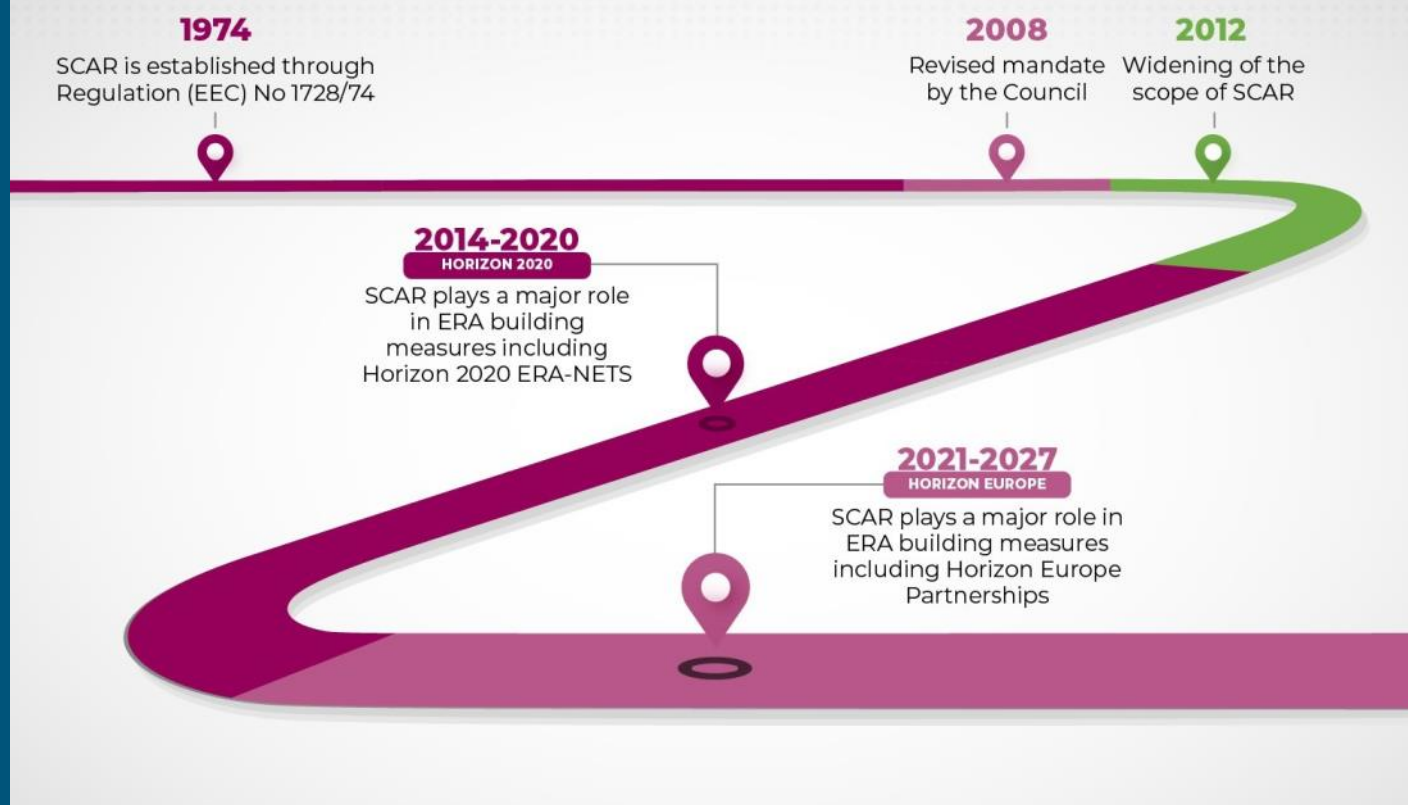 1974
SCAR is established through
Regulation (EEC) No 1728/74
2008
Revised mandate
by the Council
2012
Widening of the
scope of SCAR
2014-2020
HORIZON 2020
SCAR plays a major role
in ERA building
measures including
Horizon 2020 ERA-NETS
2021-2027
HORIZON EUROPE
SCAR plays a major role in
ERA building measures
including Horizon Europe
Partnerships